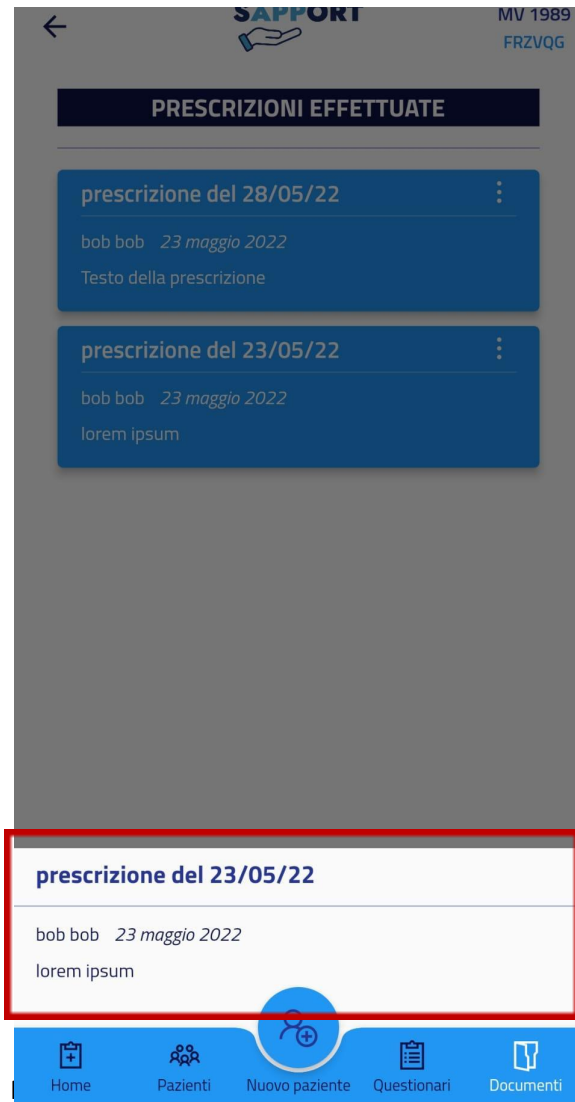 SAPPORT
MV 1989
FRZVQG
PRESCRIZIONI EFFETTUATE
prescrizione del 28/05/22
bob bob 23 maggio 2022
Testo della prescrizione
prescrizione del 23/05/22
bob bob 23 maggio 2022
lorem ipsum
prescrizione del 23/05/22
bob bob 23 maggio 2022
lorem ipsum
Home Pazienti Nuovo paziente Questionari Documenti